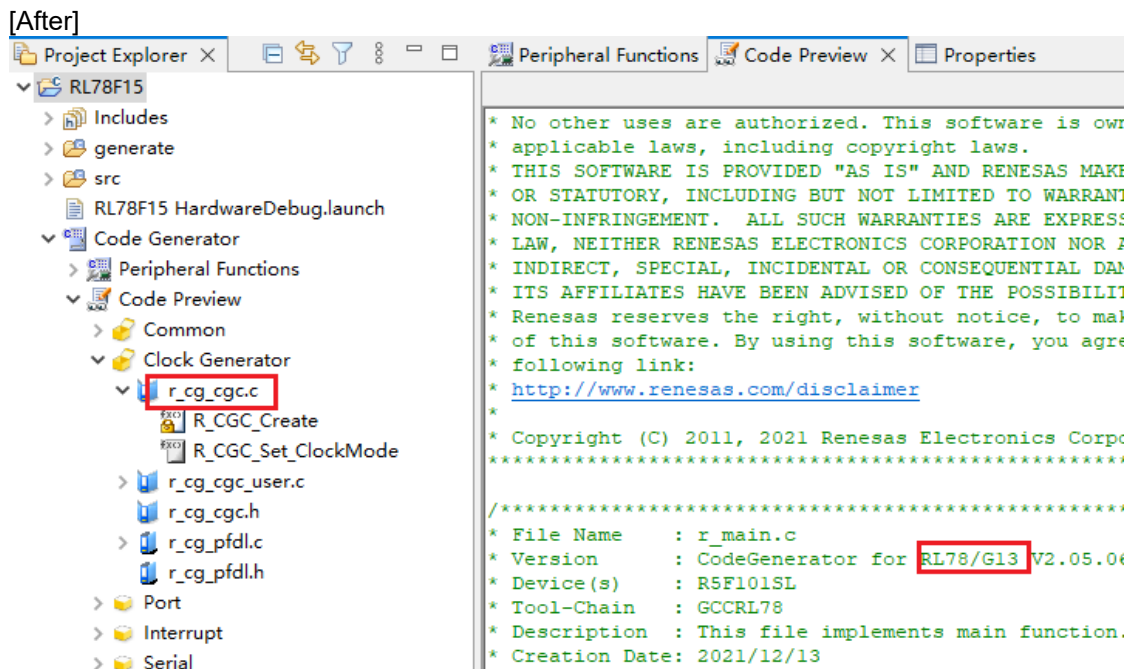 [After]
Project Explorer
RL78F15
Includes
generate
src
RL78F15 HardwareDebug.launch
Code Generator
Peripheral Functions
Code Preview
Common
Clock Generator
r_cg_cgc.c
R_CGC_Create
R_CGC_Set_ClockMode
r_cg_cgc_user.c
r_cg_cgc.h
r_cg_pfdl.c
r_cg_pfdl.h
Port
Interrupt
Serial
Peripheral Functions Code Preview Properties
* No other uses are authorized. This software is own
* applicable laws, including copyright laws.
* THIS SOFTWARE IS PROVIDED "AS IS" AND RENESAS MAKE
* OR STATUTORY, INCLUDING BUT NOT LIMITED TO WARRANT
* NON-INFRINGEMENT.  ALL SUCH WARRANTIES ARE EXPRESS
* LAW, NEITHER RENESAS ELECTRONICS CORPORATION NOR A
* INDIRECT, SPECIAL, INCIDENTAL OR CONSEQUENTIAL DAM
* ITS AFFILIATES HAVE BEEN ADVISED OF THE POSSIBILIT
* Renesas reserves the right, without notice, to mak
* of this software. By using this software, you agre
* following link:
* http://www.renesas.com/disclaimer
*
* Copyright (C) 2011, 2021 Renesas Electronics Corpo
****************************************************
/***************************************************
* File Name    : r_main.c
* Version      : CodeGenerator for RL78/G13 V2.05.06
* Device(s)    : R5F101SL
* Tool-Chain   : GCCRL78
* Description  : This file implements main function.
* Creation Date: 2021/12/13